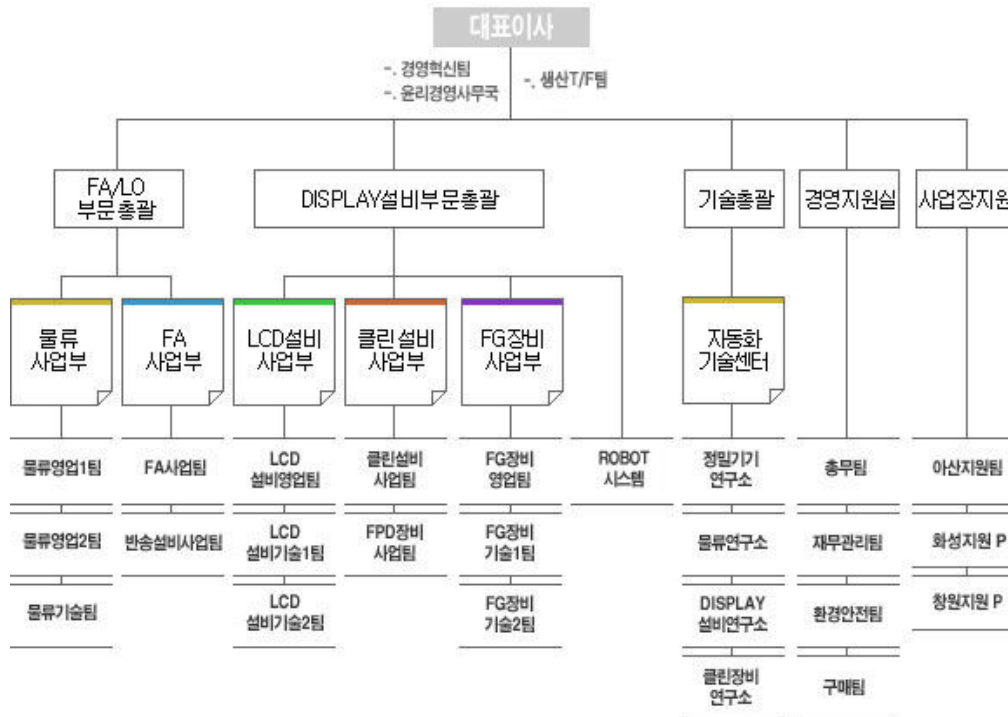 대표이사
-. 경영혁신팀
-. 윤리경영사무국
-. 생산T/F팀
FA/LO
부문총괄
DISPLAY설비부문총괄
기술총괄
경영지원실
사업장지원
물류
사업부
FA
사업부
LCD설비
사업부
클린설비
사업부
FG장비
사업부
자동화
기술센터
물류영업1팀
물류영업2팀
물류기술팀
FA사업팀
반송설비사업팀
LCD
설비영업팀
LCD
설비기술1팀
LCD
설비기술2팀
클린설비
사업팀
FPD장비
사업팀
FG장비
영업팀
FG장비
기술1팀
FG장비
기술2팀
ROBOT
시스템
정밀기기
연구소
물류연구소
DISPLAY
설비연구소
클린장비
연구소
총무팀
재무관리팀
환경안전팀
구매팀
아산지원팀
화성지원 P
창원지원 P